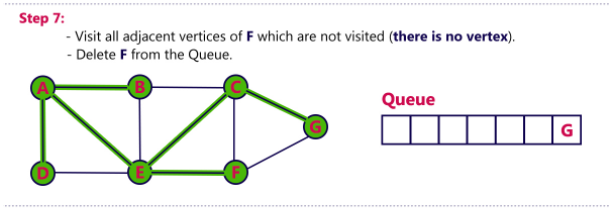 Step 7:
- Visit all adjacent vertices of F which are not visited (there is no vertex).
- Delete F from the Queue.
A B C
Queue
G G
D E F